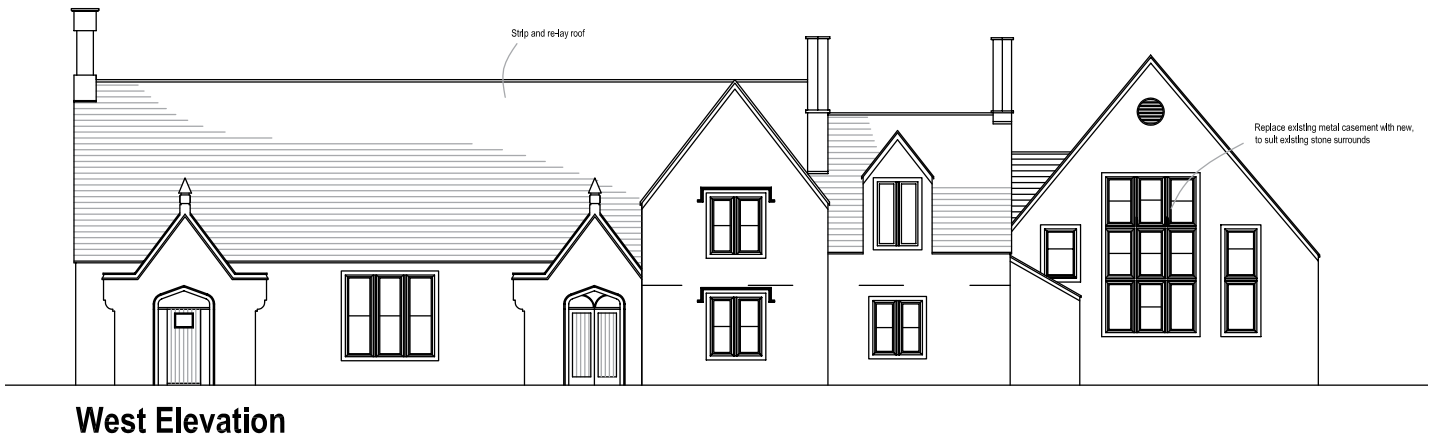 Strip and re-lay roof
Replace existing metal casement with new,
to suit existing stone surrounds
West Elevation